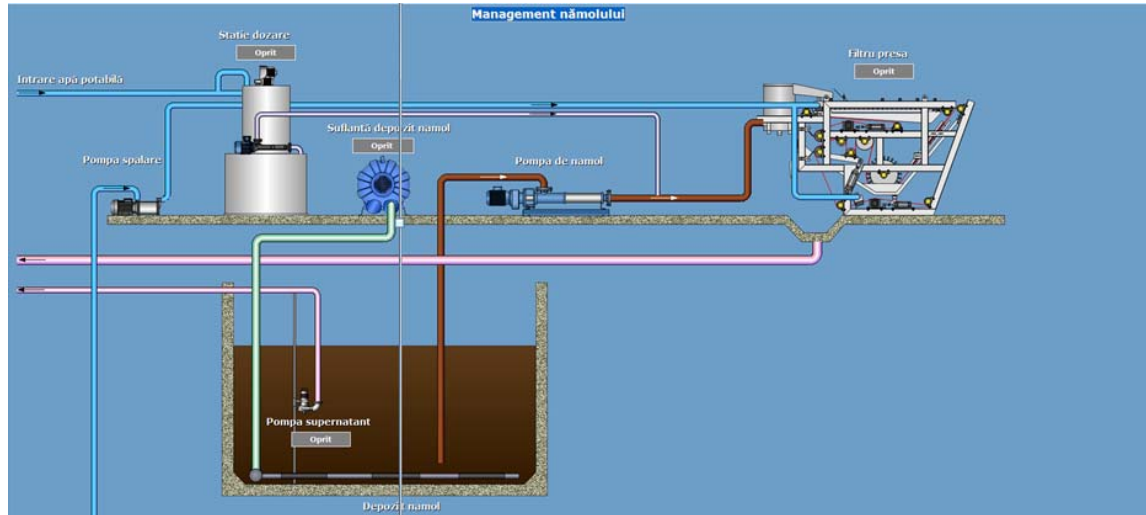 Management nămolului
Statie dozare
Oprit
Filtru presa
Oprit
Intrare apă potabilă
Suflantă depozit namol
Oprit
Pompa spalare
Pompa de namol
Pompa supernatant
Oprit
Depozit namol